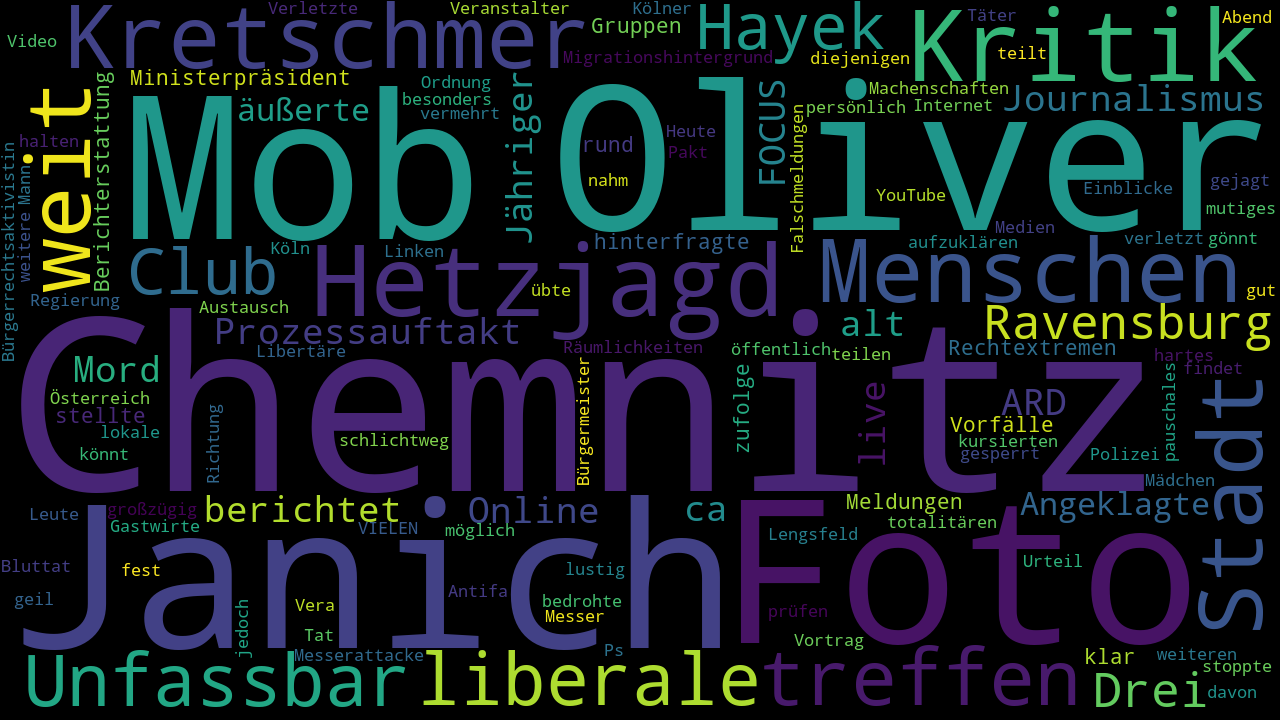 Verletzte
Veranstalter
Kölner
Kretschmer
Gruppen
Hayek
Kritik
Täter
Abend
Video
teilt
Migrationshintergrund
diejenigen
Ministerpräsident
Ordnung
besonders
vermehrt
äußerte
Machenschaften
persönlich
Internet
Journalismus
weit
Berichterstattung
halten
Bürgerrechtsaktivistin
weitere
Mann
Mob
Jähriger
Oliver
rund
Heute
Pakt
nahm
FOCUS
Falschmeldungen
YouTube
Einblicke
gejagt
mutiges
Medien
verletzt
gönnt
aufzuklären
hinterfragte
Köln
Linken
Club
Hetzjagd
Menschen
übte
gut
Regierung
Austausch
Prozessauftakt
alt
Ravensburg
Libertäre
Räumlichkeiten
öffentlich
teilen
Rechtextremen
hartes
findet
Chemnitz
Mord
Österreich
stellte
lokale
könnt
Richtung
schlichtweg
Bürgermeister
zufolge
live
ARD
Vorfälle
kursierten
gesperrt
pauschales
Polizei
Mädchen
Stadt
großzügig
berichtet
Online
ca
Meldungen
Angeklagte
Leute
Gastwirte
VIELEN
möglich
totalitären
Janich
Foto
Lengsfeld
Urteil
Bluttat
fest
lustig
geil
Antifa
bedrohte
Messer
Vera
jedoch
prüfen
Tat
Vortrag
Messerattacke
Ps
klar
weiteren
stoppte
Unfassbar
liberale
treffen
Drei
davon